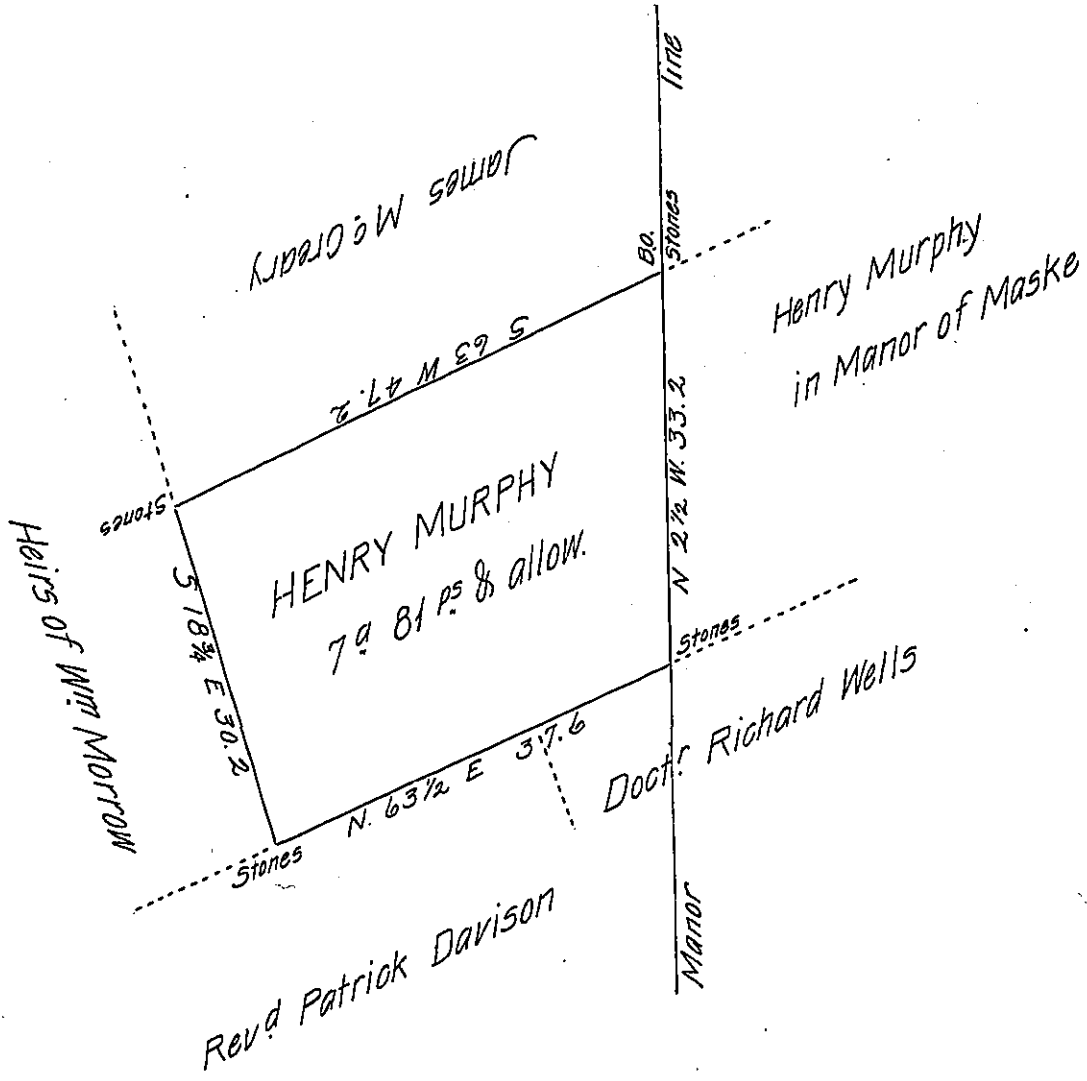 line
James McCreary
B.O.
Stones
Henry Murphy
in Manor of Maske
S 63 W 47.2
Stones
HENRY MURPHY
7a 81 ps & allow.
N 2½ W. 33.2
Heirs of Wm Morrow
S 18¾ E 30.2
Stones
N. 63½ E 37.6
Doctr Richard Wells
Stones
Revd Patrick Davison
Manor